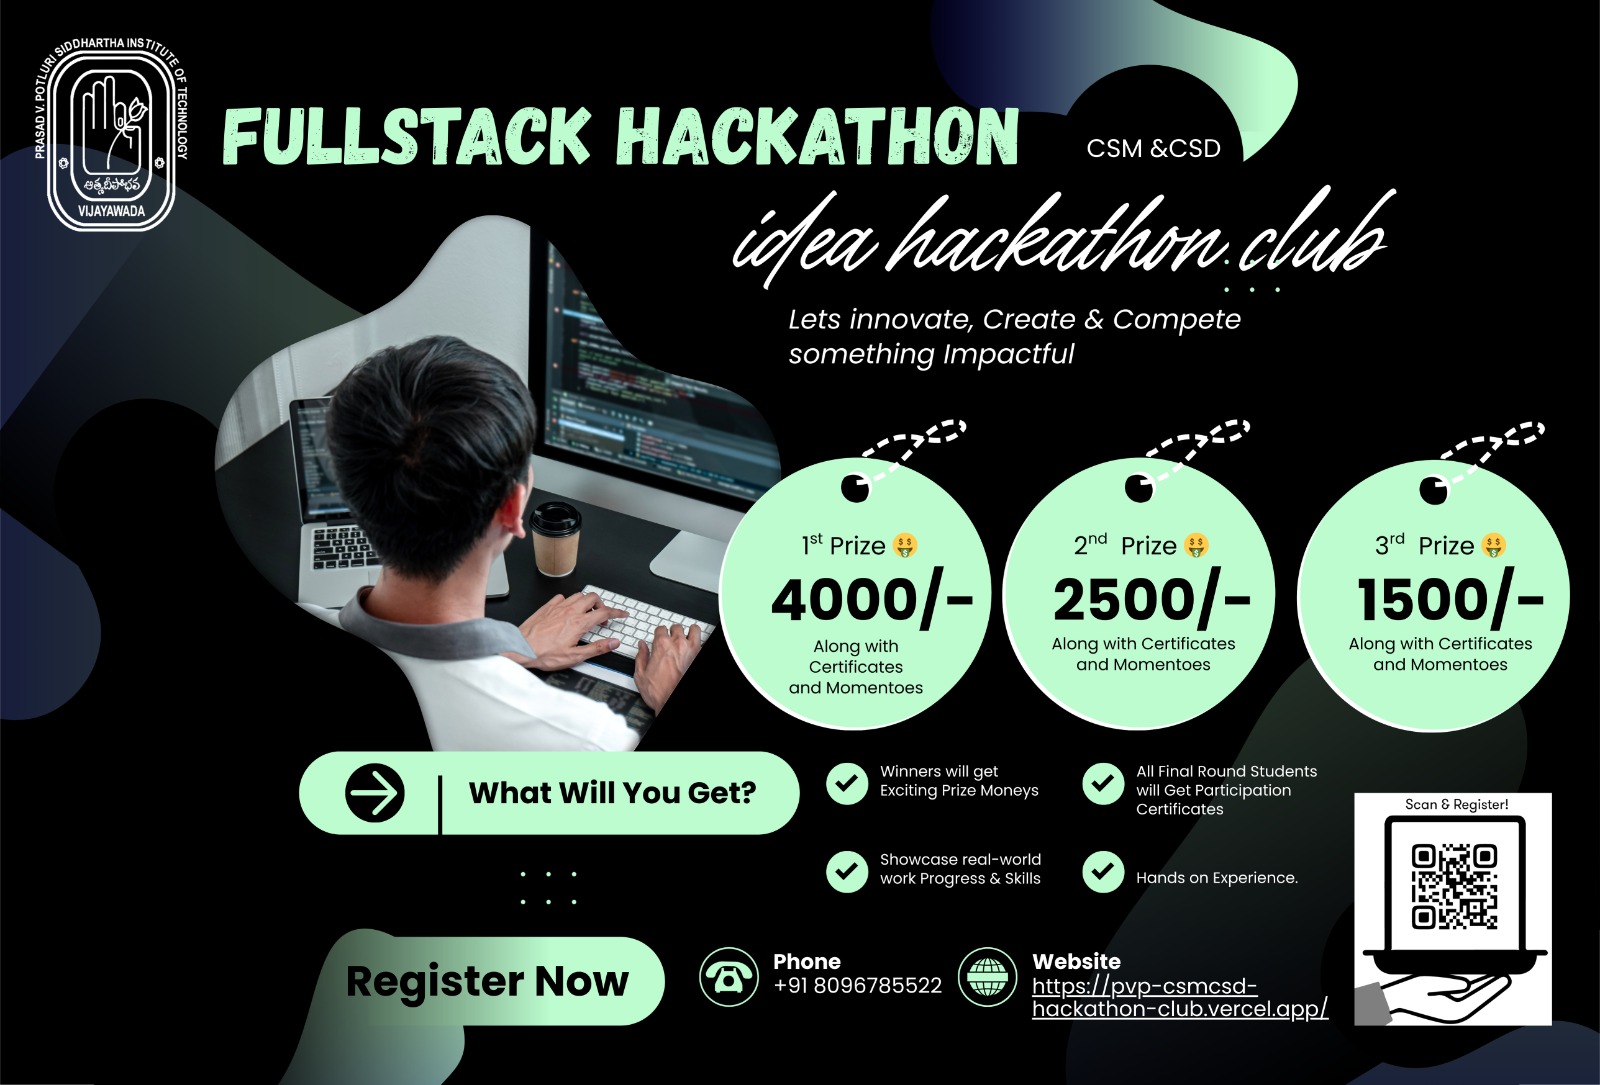 PRASAD V. POTLURI SIDDHARTHA INSTITUTE OF TECHNOLOGY
ఆత్మదీపోభవ
VIJAYAWADA
FULLSTACK HACKATHON
CSM &CSD
idea hackathon club
Lets innovate, Create & Compete
something Impactful
1st Prize 🤑
4000/-
Along with
Certificates
and Momentoes
2nd Prize 🤑
2500/-
Along with Certificates
and Momentoes
3rd Prize 🤑
1500/-
Along with Certificates
and Momentoes
What Will You Get?
Winners will get
Exciting Prize Moneys
All Final Round Students
will Get Participation
Certificates
Showcase real-world
work Progress & Skills
Hands on Experience.
Scan & Register!
Register Now
Phone
+91 8096785522
Website
https://pvp-csmcsd-
hackathon-club.vercel.app/